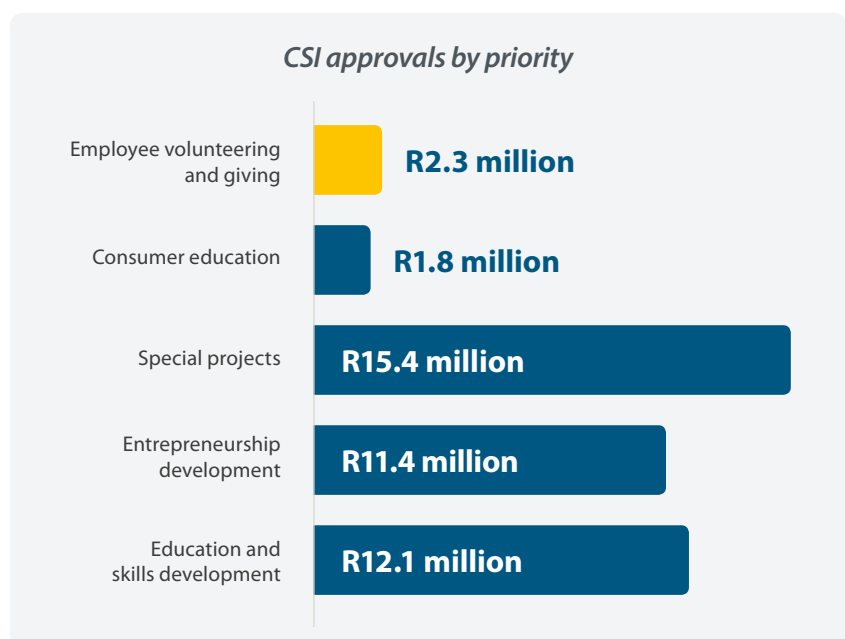 CSI approvals by priority
Employee volunteering
and giving
R2.3 million
Consumer education
R1.8 million
Special projects
R15.4 million
Entrepreneurship
development
R11.4 million
Education and
skills development
R12.1 million